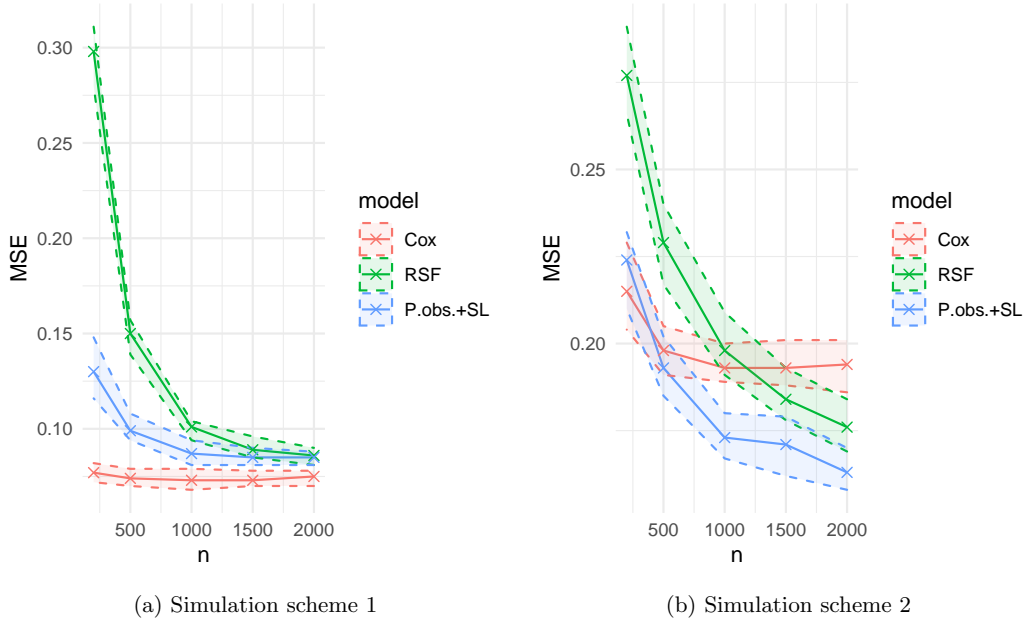 MSE
0.30
0.25
0.20
0.15
0.10
500 1000 1500 2000
n
model
Cox
RSF
P.obs.+SL
(a) Simulation scheme 1
MSE
0.25
0.20
500 1000 1500 2000
n
model
Cox
RSF
P.obs.+SL
(b) Simulation scheme 2